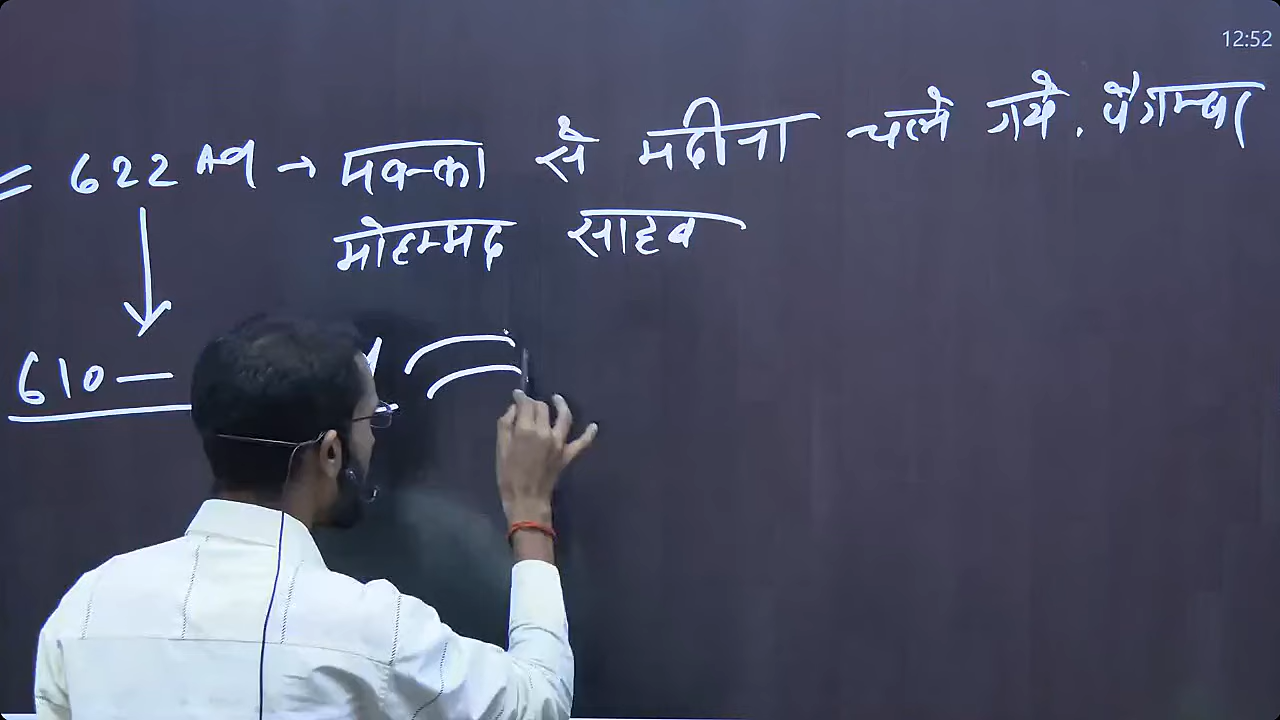 12:52
= 622 AD → मक्का से मदीना चले गये. पैगम्बर
मोहम्मद साहब
610 —